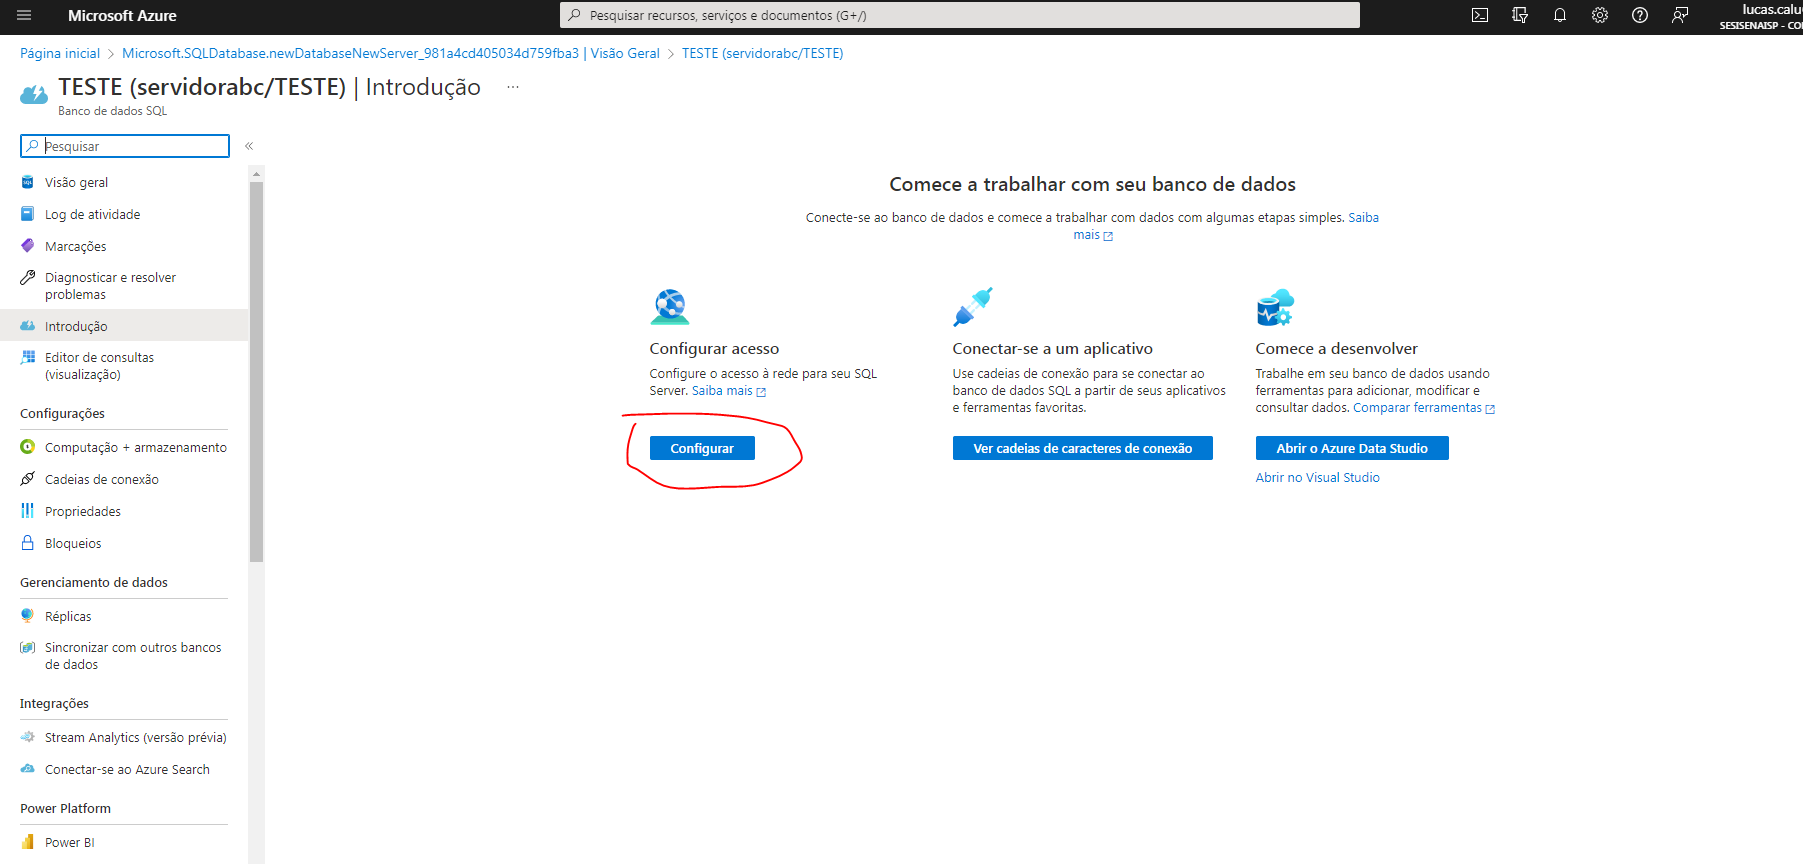 Microsoft Azure
Pesquisar recursos, serviços e documentos (G+/)
lucas.calu
SESISENAISP - CO
Página inicial > Microsoft.SQLDatabase.newDatabaseNewServer_981a4cd405034d759fba3 | Visão Geral > TESTE (servidorabc/TESTE)
TESTE (servidorabc/TESTE) | Introdução ...
Banco de dados SQL
Pesquisar
Visão geral
Log de atividade
Marcações
Diagnosticar e resolver
problemas
Introdução
Editor de consultas
(visualização)
Configurações
Computação + armazenamento
Cadeias de conexão
Propriedades
Bloqueios
Gerenciamento de dados
Réplicas
Sincronizar com outros bancos
de dados
Integrações
Stream Analytics (versão prévia)
Conectar-se ao Azure Search
Power Platform
Power BI
Comece a trabalhar com seu banco de dados
Conecte-se ao banco de dados e comece a trabalhar com dados com algumas etapas simples. Saiba
mais
Configurar acesso
Configure o acesso à rede para seu SQL
Server. Saiba mais
Configurar
Conectar-se a um aplicativo
Use cadeias de conexão para se conectar ao
banco de dados SQL a partir de seus aplicativos
e ferramentas favoritas.
Ver cadeias de caracteres de conexão
Comece a desenvolver
Trabalhe em seu banco de dados usando
ferramentas para adicionar, modificar e
consultar dados. Comparar ferramentas
Abrir o Azure Data Studio
Abrir no Visual Studio